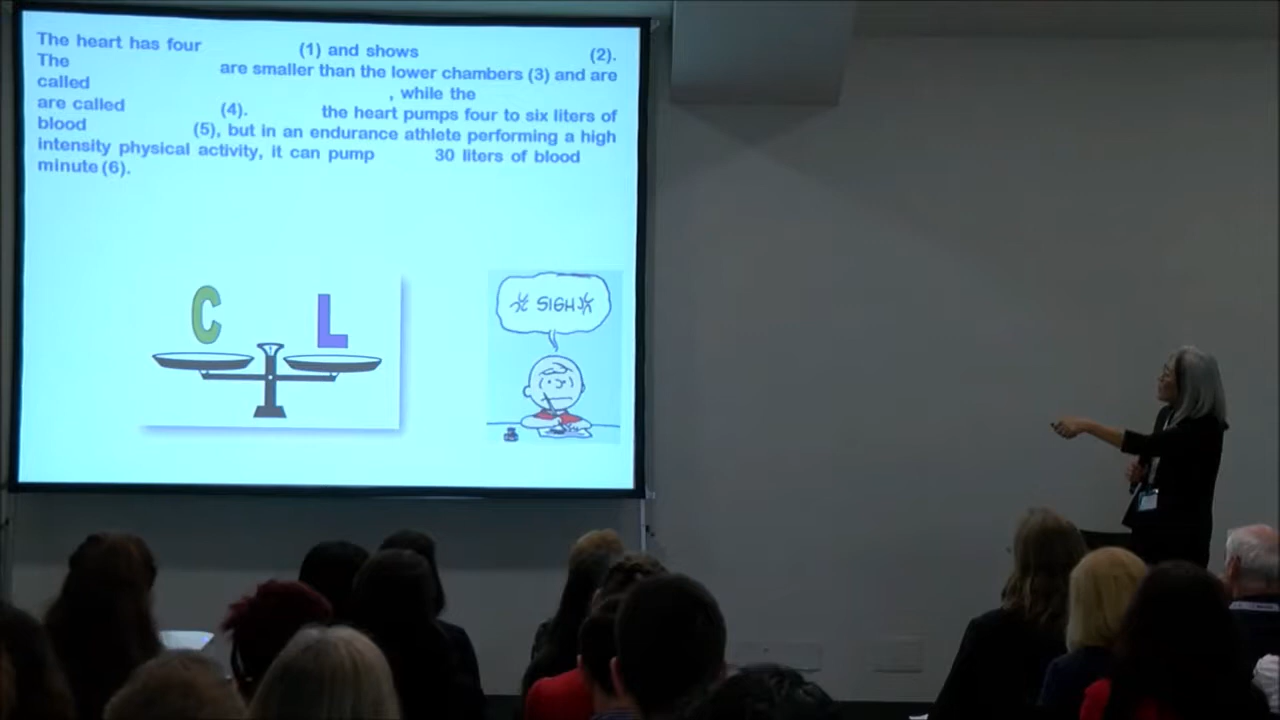 The heart has four (1) and shows (2).
The are smaller than the lower chambers (3) and are
called , while the
are called (4). the heart pumps four to six liters of
blood (5), but in an endurance athlete performing a high
intensity physical activity, it can pump 30 liters of blood
minute (6).
C L
SIGH